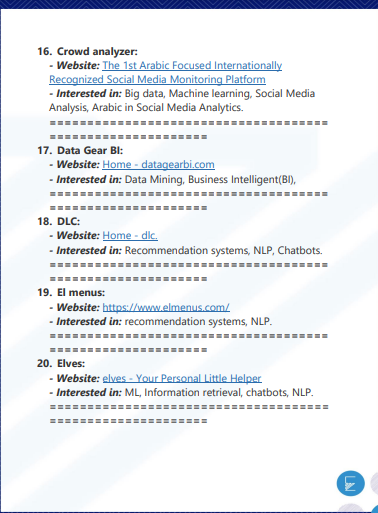 16. Crowd analyzer:
- Website: The 1st Arabic Focused Internationally
Recognized Social Media Monitoring Platform
- Interested in: Big data, Machine learning, Social Media
Analysis, Arabic in Social Media Analytics.
=====================================
=====================
17. Data Gear BI:
- Website: Home - datagearbi.com
- Interested in: Data Mining, Business Intelligent(BI),
=====================================
=====================
18. DLC:
- Website: Home - dlc.
- Interested in: Recommendation systems, NLP, Chatbots.
=====================================
=====================
19. El menus:
- Website: https://www.elmenus.com/
- Interested in: recommendation systems, NLP.
=====================================
=====================
20. Elves:
- Website: elves - Your Personal Little Helper
- Interested in: ML, Information retrieval, chatbots, NLP.
=====================================
=====================